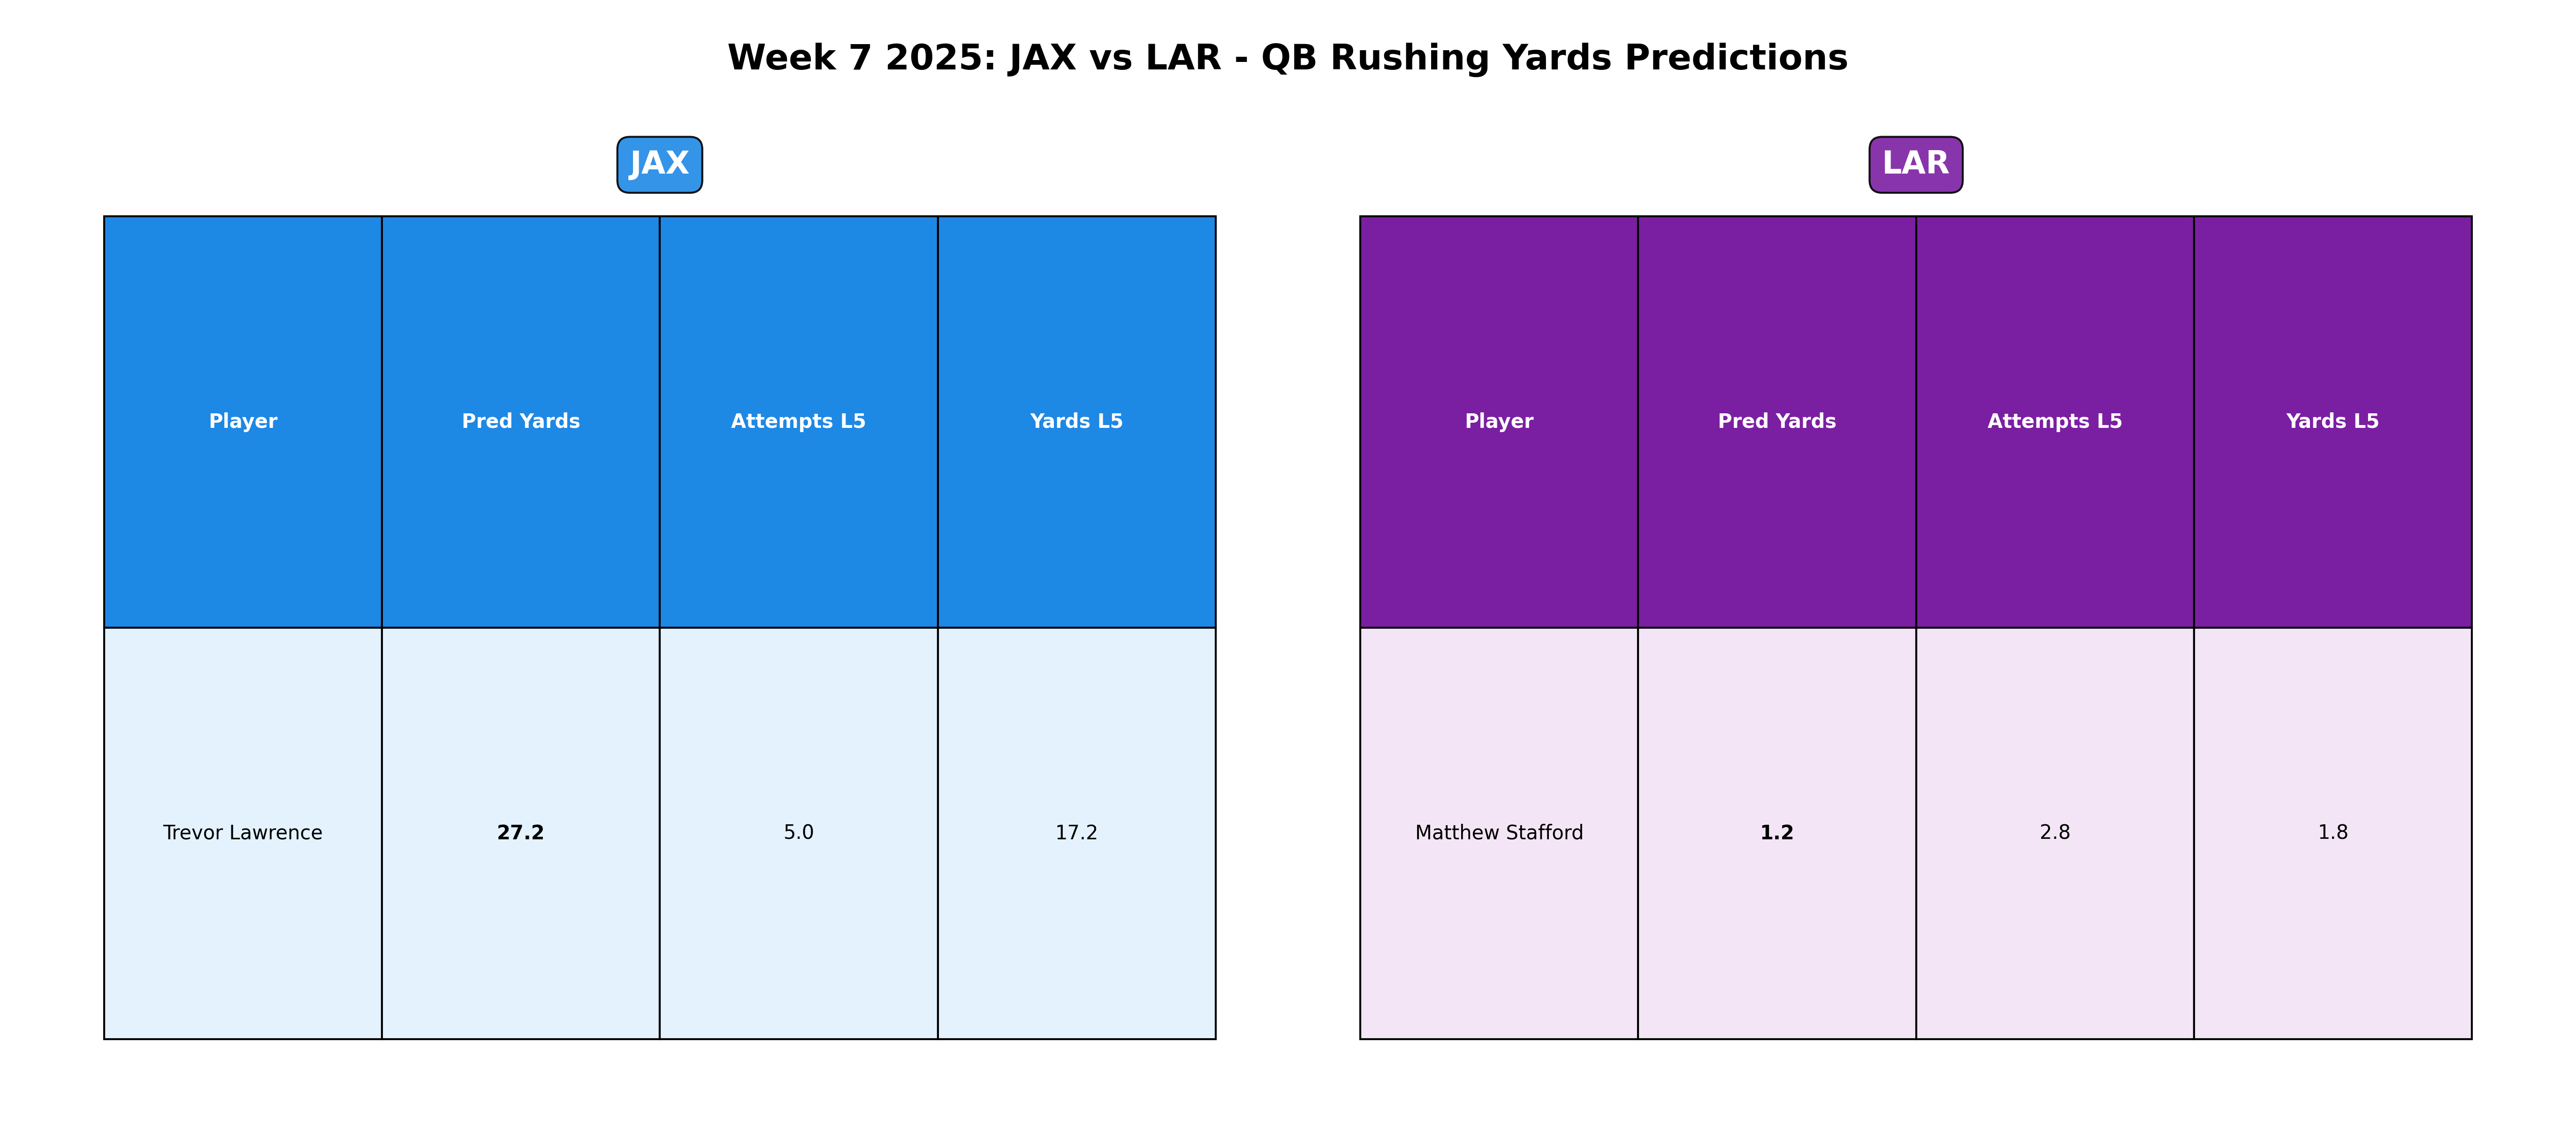 Week 7 2025: JAX vs LAR - QB Rushing Yards Predictions
JAX
Player Pred Yards Attempts L5 Yards L5
Trevor Lawrence 27.2 5.0 17.2
LAR
Player Pred Yards Attempts L5 Yards L5
Matthew Stafford 1.2 2.8 1.8